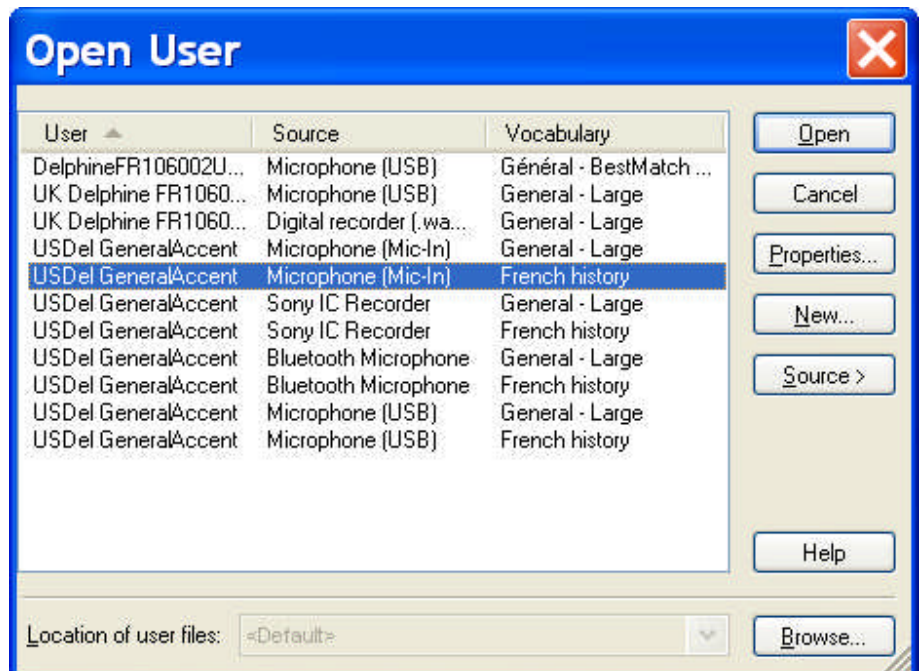 Open User
User Source Vocabulary
DelphineFR106002U... Microphone (USB) Général - BestMatch ...
UK Delphine FR1060... Microphone (USB) General - Large
UK Delphine FR1060... Digital recorder (.wa... General - Large
USDel GeneralAccent Microphone (Mic-In) General - Large
USDel GeneralAccent Microphone (Mic-In) French history
USDel GeneralAccent Sony IC Recorder General - Large
USDel GeneralAccent Sony IC Recorder French history
USDel GeneralAccent Bluetooth Microphone General - Large
USDel GeneralAccent Bluetooth Microphone French history
USDel GeneralAccent Microphone (USB) General - Large
USDel GeneralAccent Microphone (USB) French history
Open
Cancel
Properties...
New...
Source >
Help
Location of user files: <Default> Browse...